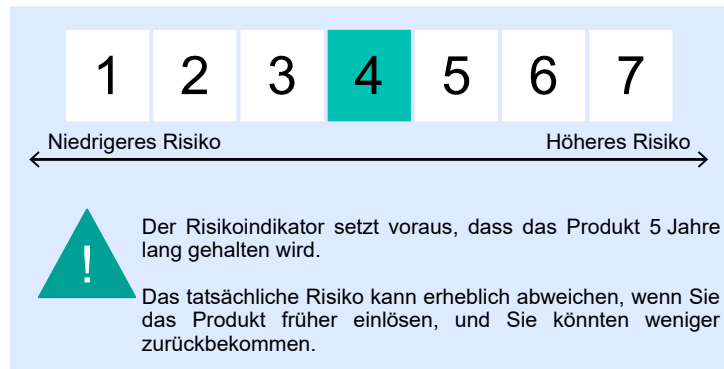 1 2 3 4 5 6 7
Niedrigeres Risiko Höheres Risiko
!
Der Risikoindikator setzt voraus, dass das Produkt 5 Jahre
lang gehalten wird.
Das tatsächliche Risiko kann erheblich abweichen, wenn Sie
das Produkt früher einlösen, und Sie könnten weniger
zurückbekommen.